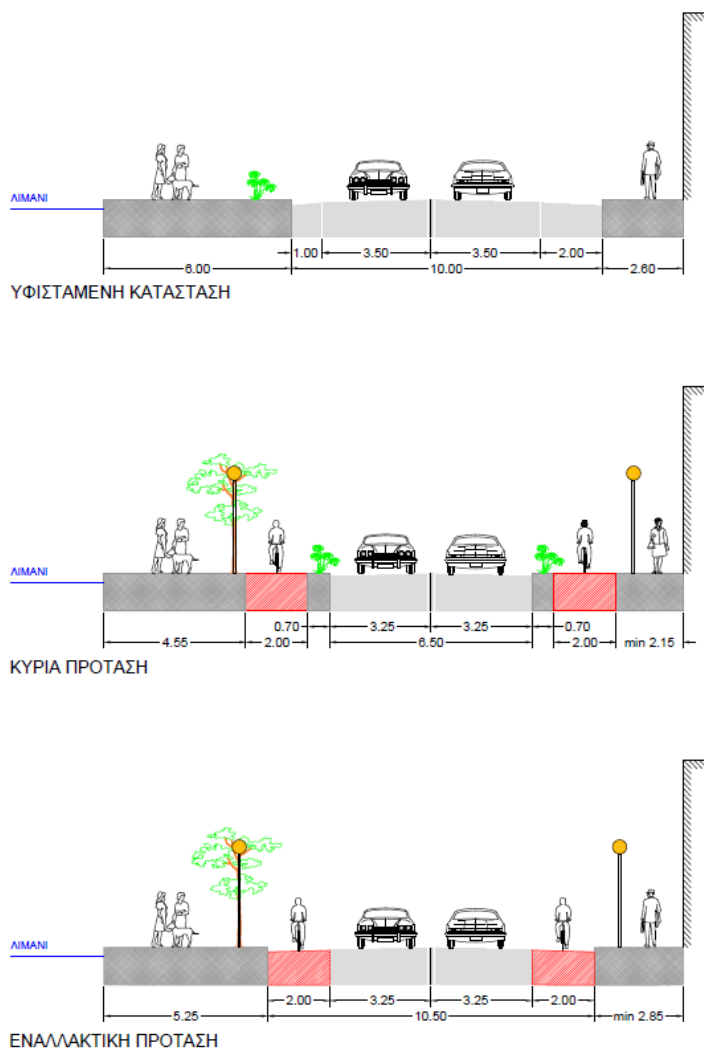 ΛΙΜΑΝΙ
1.00 3.50 3.50 2.00
6.00 10.00 2.60
ΥΦΙΣΤΑΜΕΝΗ ΚΑΤΑΣΤΑΣΗ
ΛΙΜΑΝΙ
0.70 3.25 3.25 0.70
4.55 2.00 6.50 2.00 min 2.15
ΚΥΡΙΑ ΠΡΟΤΑΣΗ
ΛΙΜΑΝΙ
2.00 3.25 3.25 2.00
5.25 10.50 min 2.85
ΕΝΑΛΛΑΚΤΙΚΗ ΠΡΟΤΑΣΗ